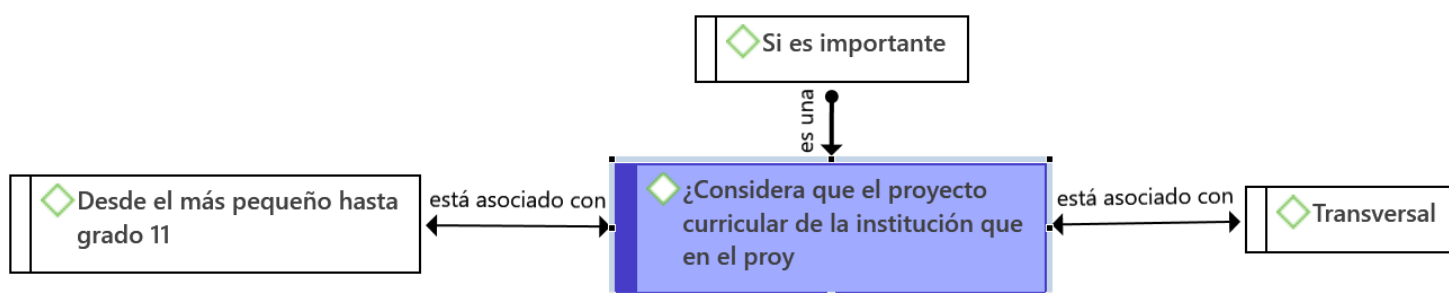 Si es importante
es una
Desde el más pequeño hasta
grado 11
está asociado con
¿Considera que el proyecto
curricular de la institución que
en el proy
está asociado con
Transversal